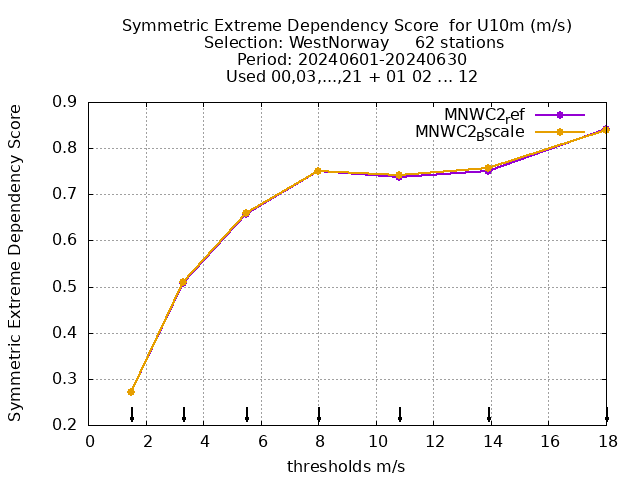 Symmetric Extreme Dependency Score  for U10m (m/s)
Selection: WestNorway     62 stations
Period: 20240601-20240630
Used 00,03,...,21 + 01 02 ... 12
MNWC2ref
MNWC2Bscale
Symmetric Extreme Dependency Score
0.9
0.8
0.7
0.6
0.5
0.4
0.3
0.2
0 2 4 6 8 10 12 14 16 18
thresholds m/s